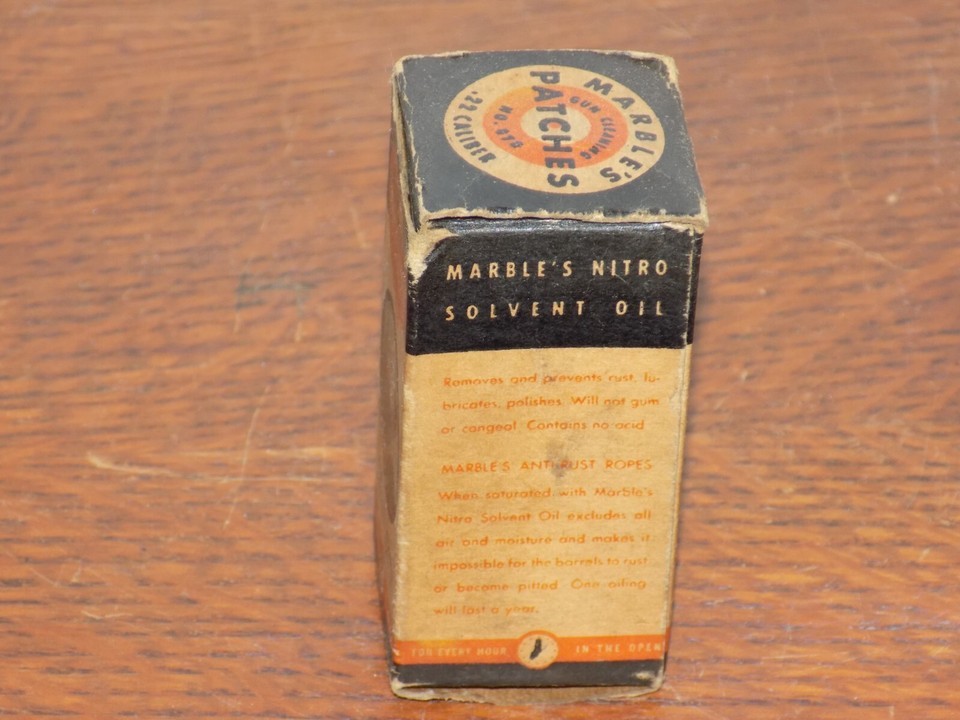 MARBLE'S
GUN CLEANING
PATCHES
NO.
.22 CALIBER
MARBLE'S NITRO
SOLVENT OIL
Removes and prevents rust, lu-
bricates, polishes. Will not gum
or congeal. Contains no acid
MARBLE'S ANTI-RUST ROPES
When saturated with Marble's
Nitro Solvent Oil excludes all
air and moisture and makes it
impossible for the barrels to rust
or become pitted. One oiling
will last a year.
FOR EVERY HOUR IN THE OPEN